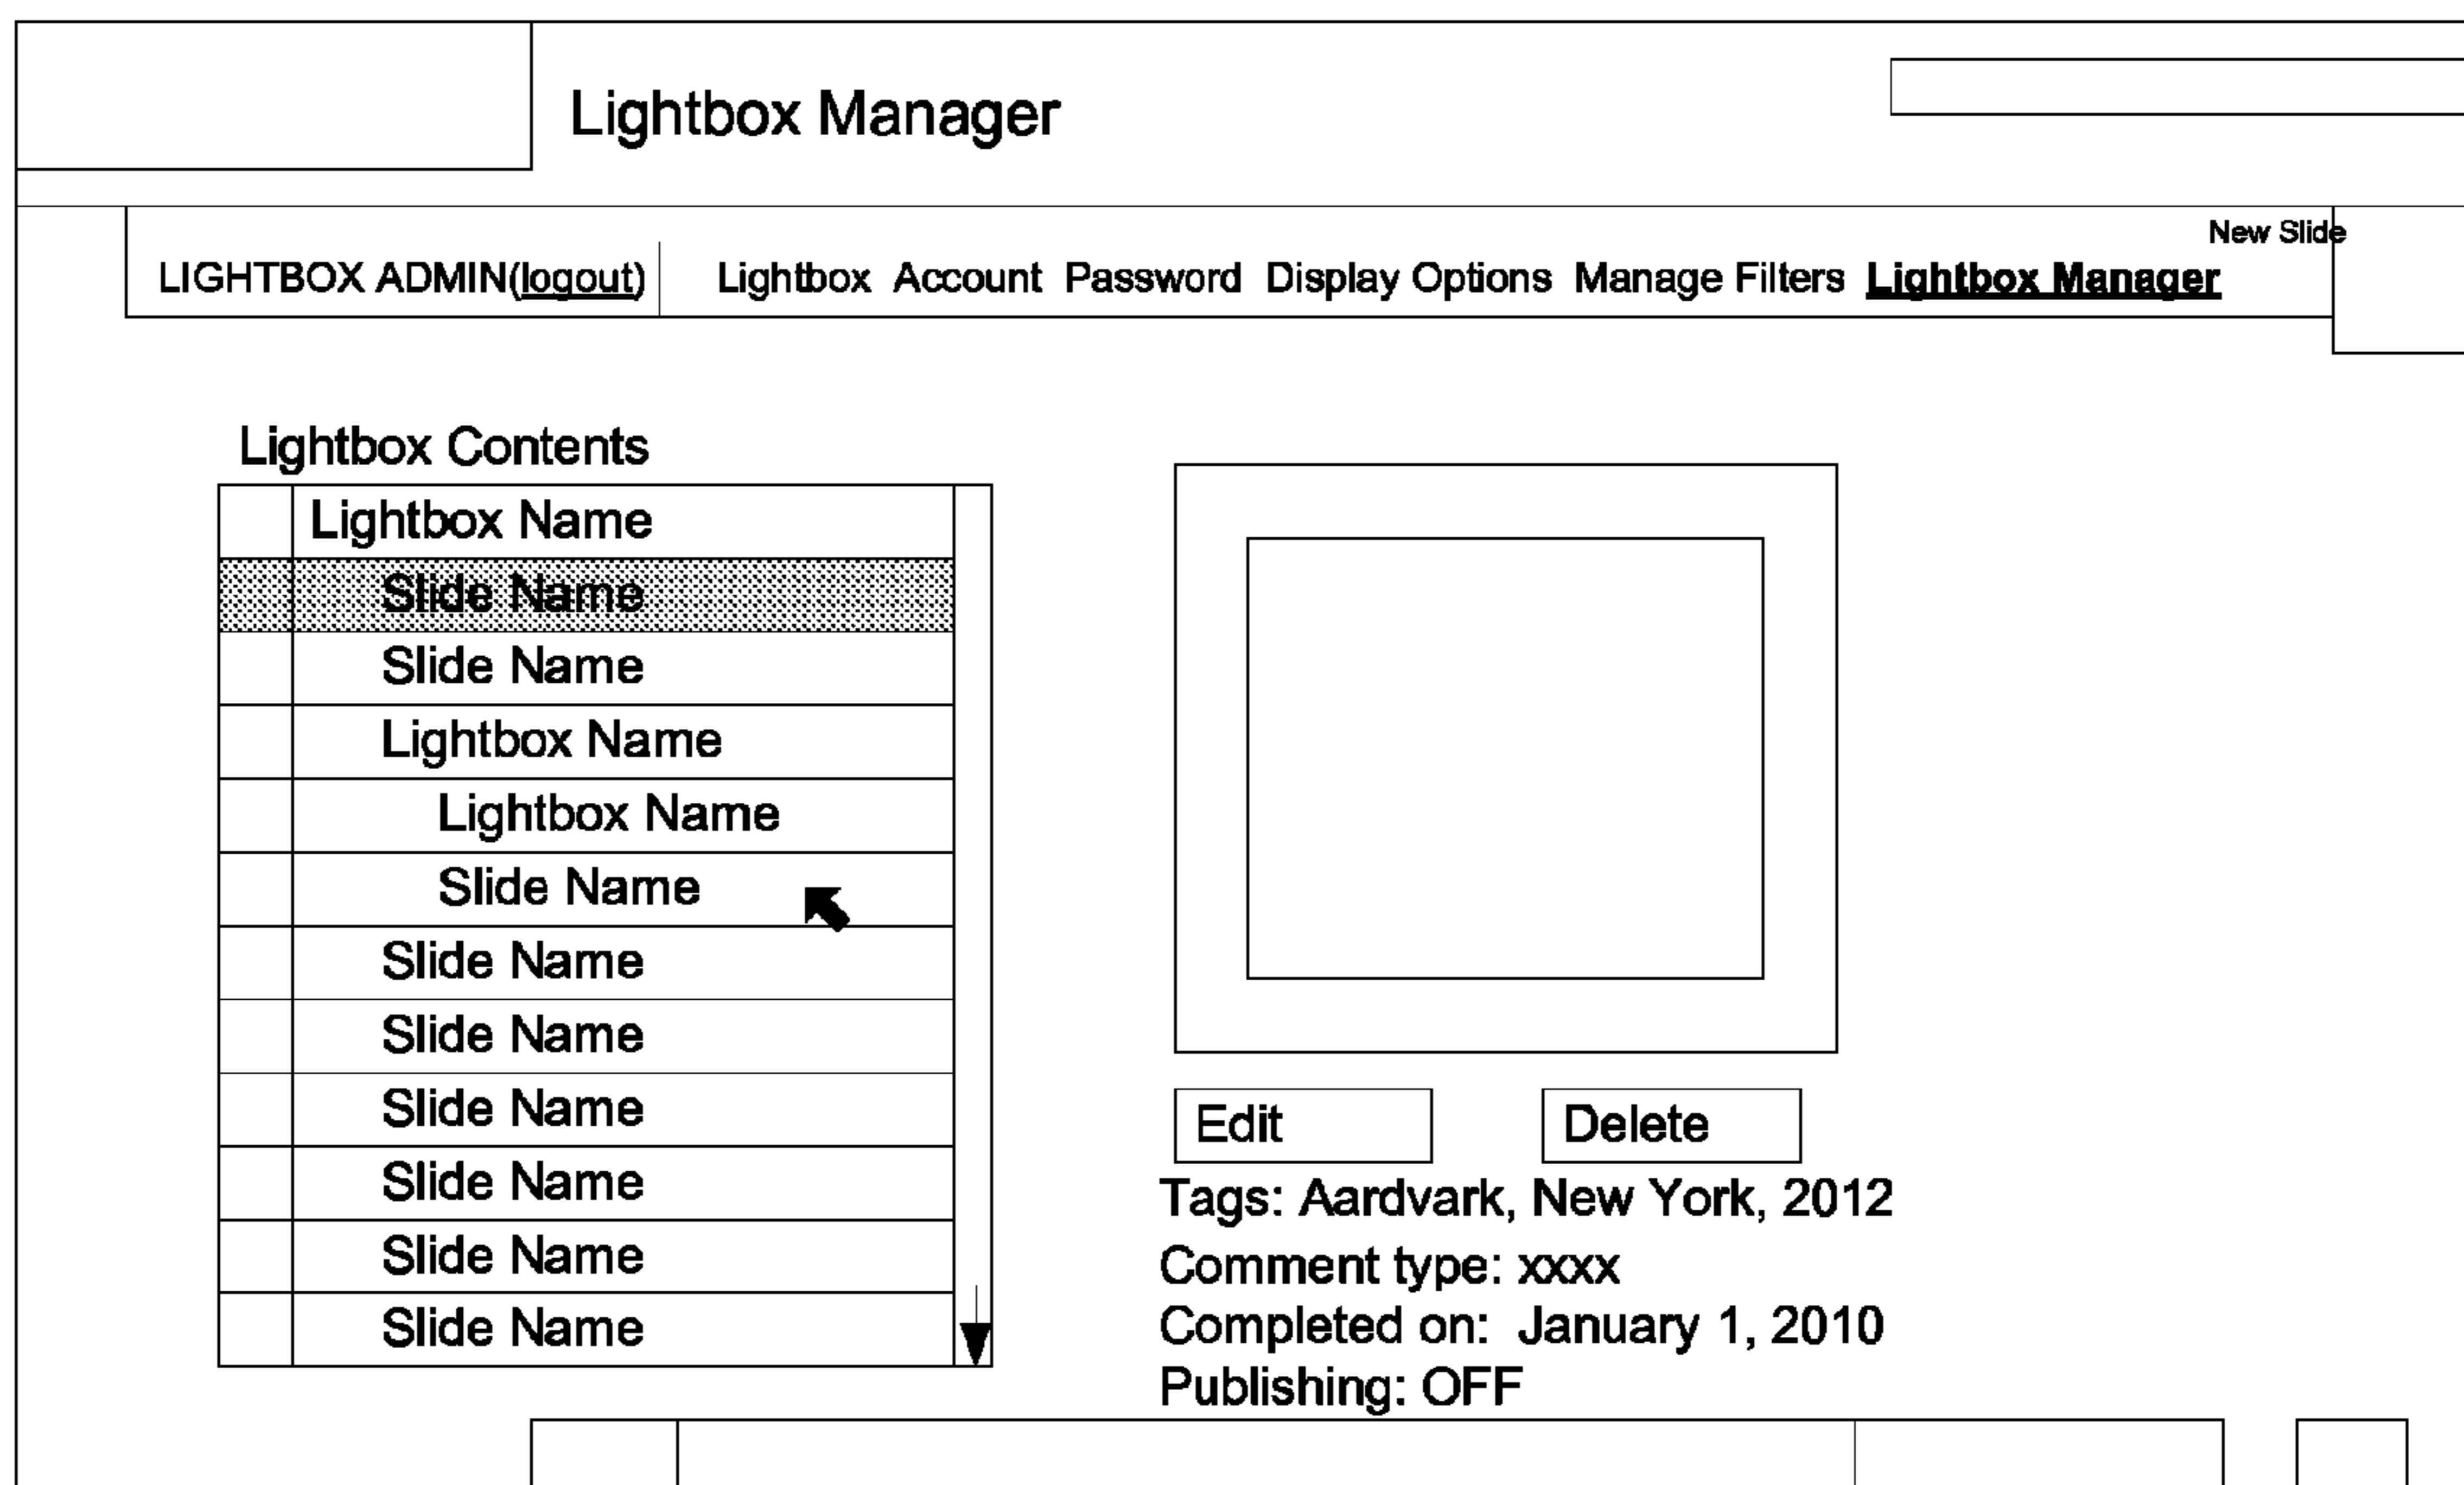 Lightbox Manager
New Slide
LIGHTBOX ADMIN(logout) Lightbox Account Password Display Options Manage Filters Lightbox Manager
Lightbox Contents
Lightbox Name
Slide Name
Slide Name
Lightbox Name
Lightbox Name
Slide Name
Slide Name
Slide Name
Slide Name
Slide Name
Slide Name
Slide Name
Edit
Delete
Tags: Aardvark, New York, 2012
Comment type: xxxx
Completed on: January 1, 2010
Publishing: OFF